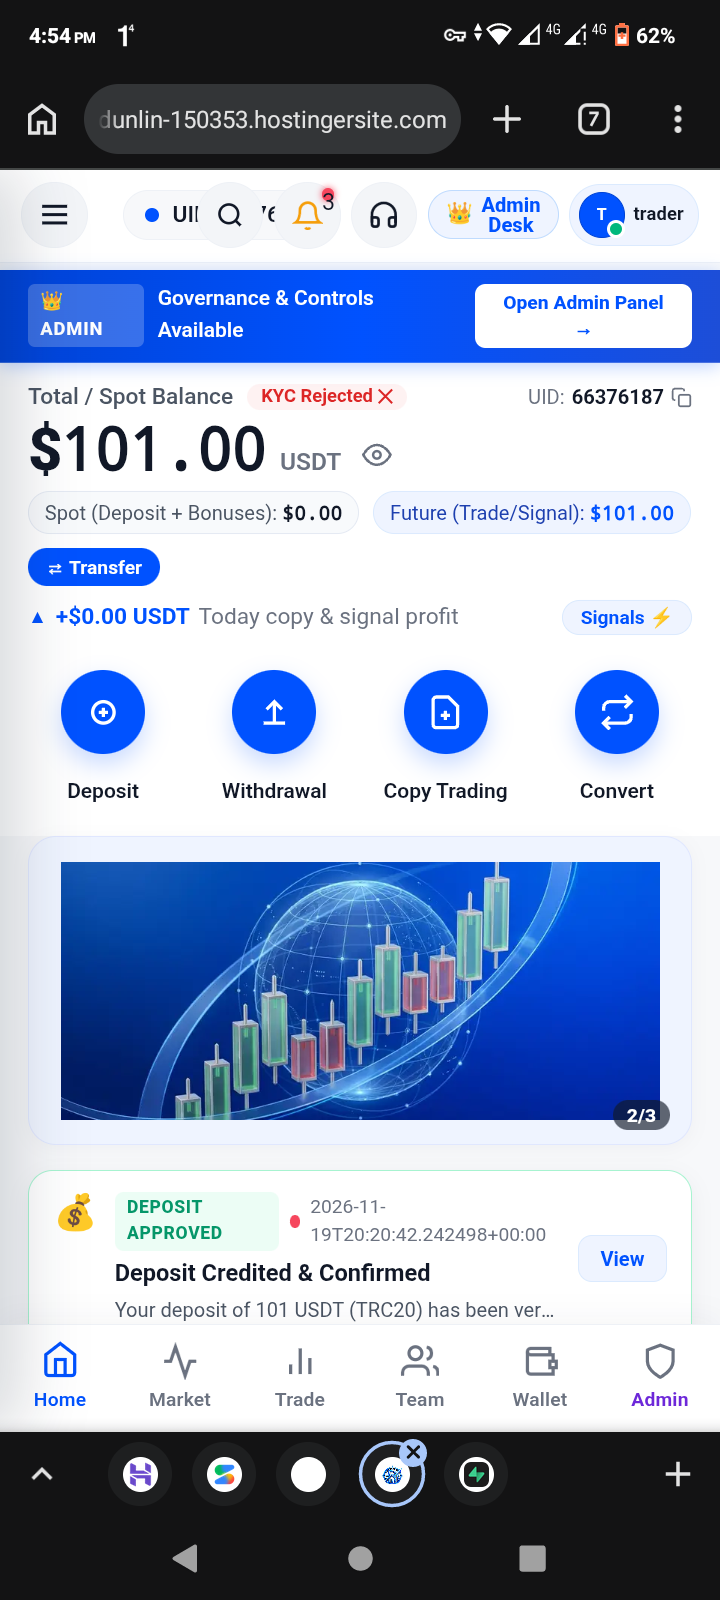 4:54 PM 1⁴ 4G 4G 62%
dunlin-150353.hostingersite.com 7
3
Admin Desk
T trader
👑 ADMIN
Governance & Controls Available
Open Admin Panel →
Total / Spot Balance KYC Rejected UID: 66376187
$101.00 USDT
Spot (Deposit + Bonuses): $0.00 Future (Trade/Signal): $101.00
⇄ Transfer
▲ +$0.00 USDT Today copy & signal profit Signals ⚡
Deposit Withdrawal Copy Trading Convert
2/3
DEPOSIT APPROVED
2026-11-19T20:20:42.242498+00:00
View
Deposit Credited & Confirmed
Your deposit of 101 USDT (TRC20) has been ver...
Home Market Trade Team Wallet Admin